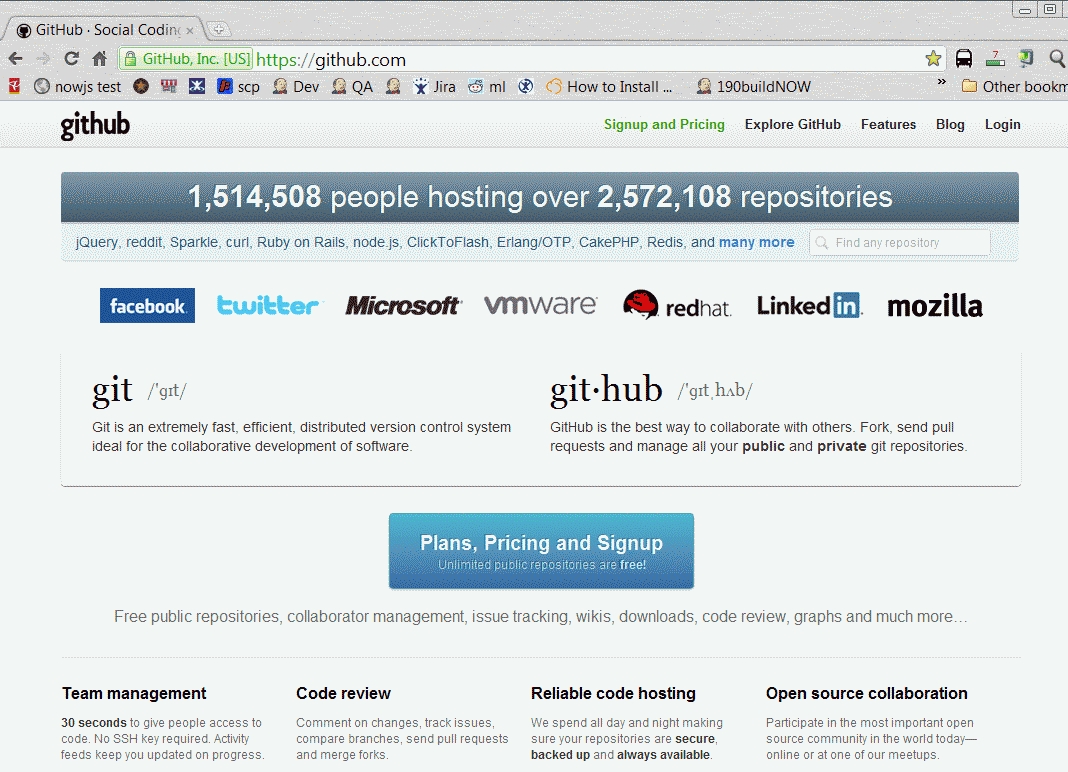 GitHub · Social Coding
GitHub, Inc. [US] https://github.com
7
nowjs test scp Dev QA Jira ml How to Install ... 190buildNOW » Other bookm
github Signup and Pricing Explore GitHub Features Blog Login
1,514,508 people hosting over 2,572,108 repositories
jQuery, reddit, Sparkle, curl, Ruby on Rails, node.js, ClickToFlash, Erlang/OTP, CakePHP, Redis, and many more Find any repository
facebook twitter Microsoft vmware redhat. Linked in mozilla
git /'gɪt/ git·hub /'gɪt‚hʌb/
Git is an extremely fast, efficient, distributed version control system GitHub is the best way to collaborate with others. Fork, send pull
ideal for the collaborative development of software. requests and manage all your public and private git repositories.
Plans, Pricing and Signup
Unlimited public repositories are free!
Free public repositories, collaborator management, issue tracking, wikis, downloads, code review, graphs and much more…
Team management Code review Reliable code hosting Open source collaboration
30 seconds to give people access to Comment on changes, track issues, We spend all day and night making Participate in the most important open
code. No SSH key required. Activity compare branches, send pull requests sure your repositories are secure, source community in the world today—
feeds keep you updated on progress. and merge forks. backed up and always available. online or at one of our meetups.